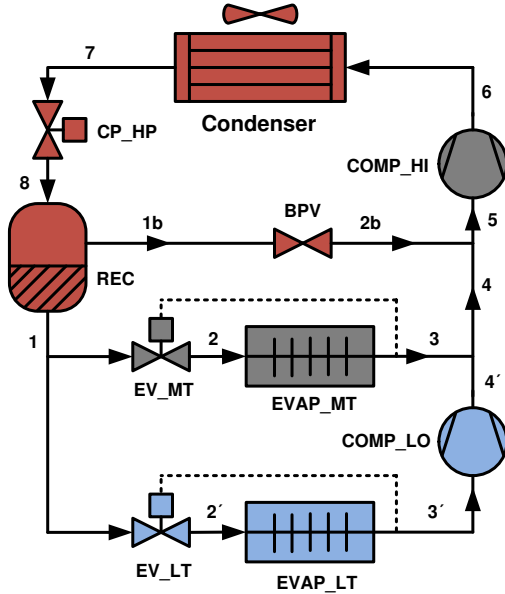 7
6
Condenser
CP_HP
COMP_HI
8
1b
BPV
2b
5
REC
4
1
2
3
EV_MT
EVAP_MT
4´
COMP_LO
2´
3´
EV_LT
EVAP_LT